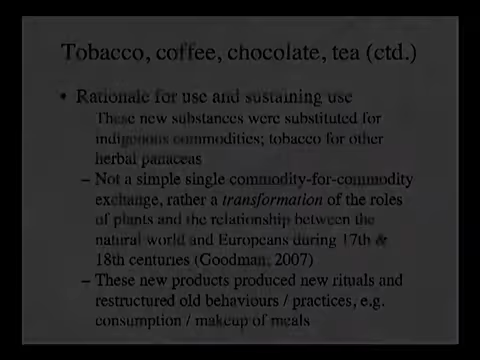 Tobacco, coffee, chocolate, tea (ctd.)
• Rationale for use and sustaining use
These new substances were substituted for
indigenous commodities; tobacco for other
herbal panaceas
– Not a simple single commodity-for-commodity
exchange, rather a transformation of the roles
of plants and the relationship between the
natural world and Europeans during 17th &
18th centuries (Goodman, 2007)
– These new products produced new rituals and
restructured old behaviours / practices, e.g.
consumption / makeup of meals